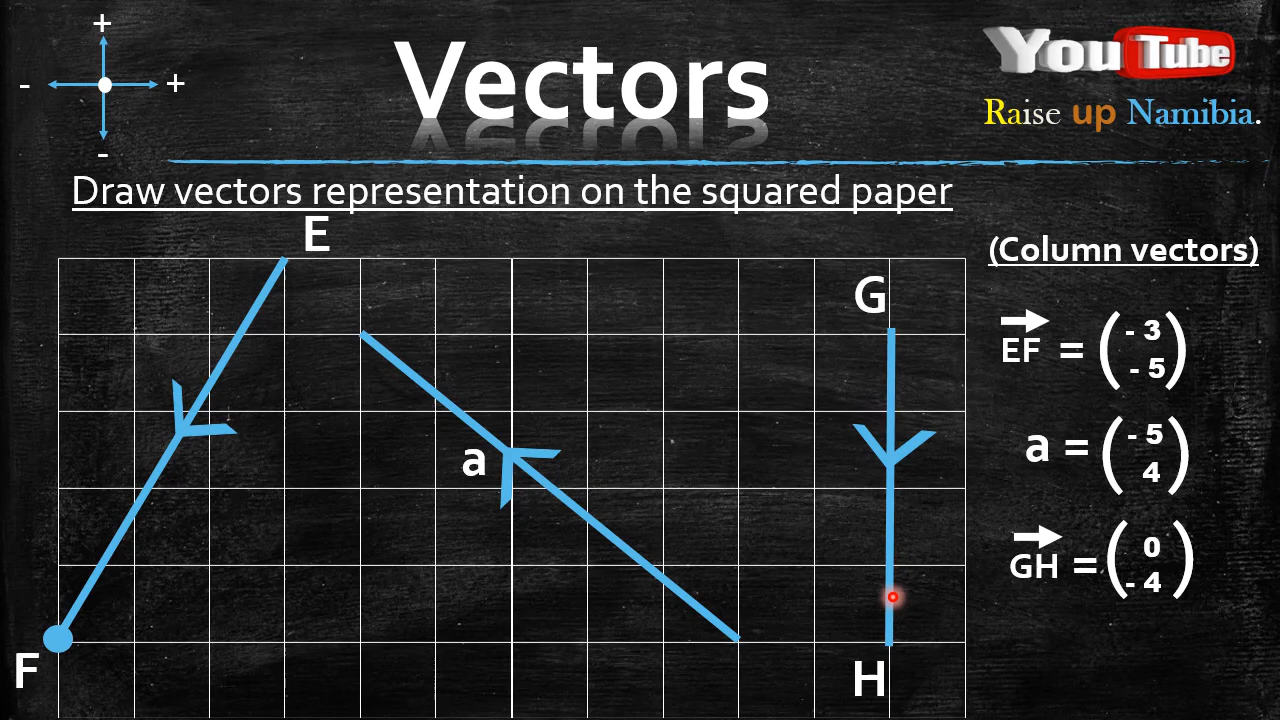 +
- +
-
Vectors
YouTube
Raise up Namibia.
Draw vectors representation on the squared paper
E
G
a
F
H
(Column vectors)
EF = ( - 3
- 5 )
a = ( - 5
4 )
GH = ( 0
- 4 )